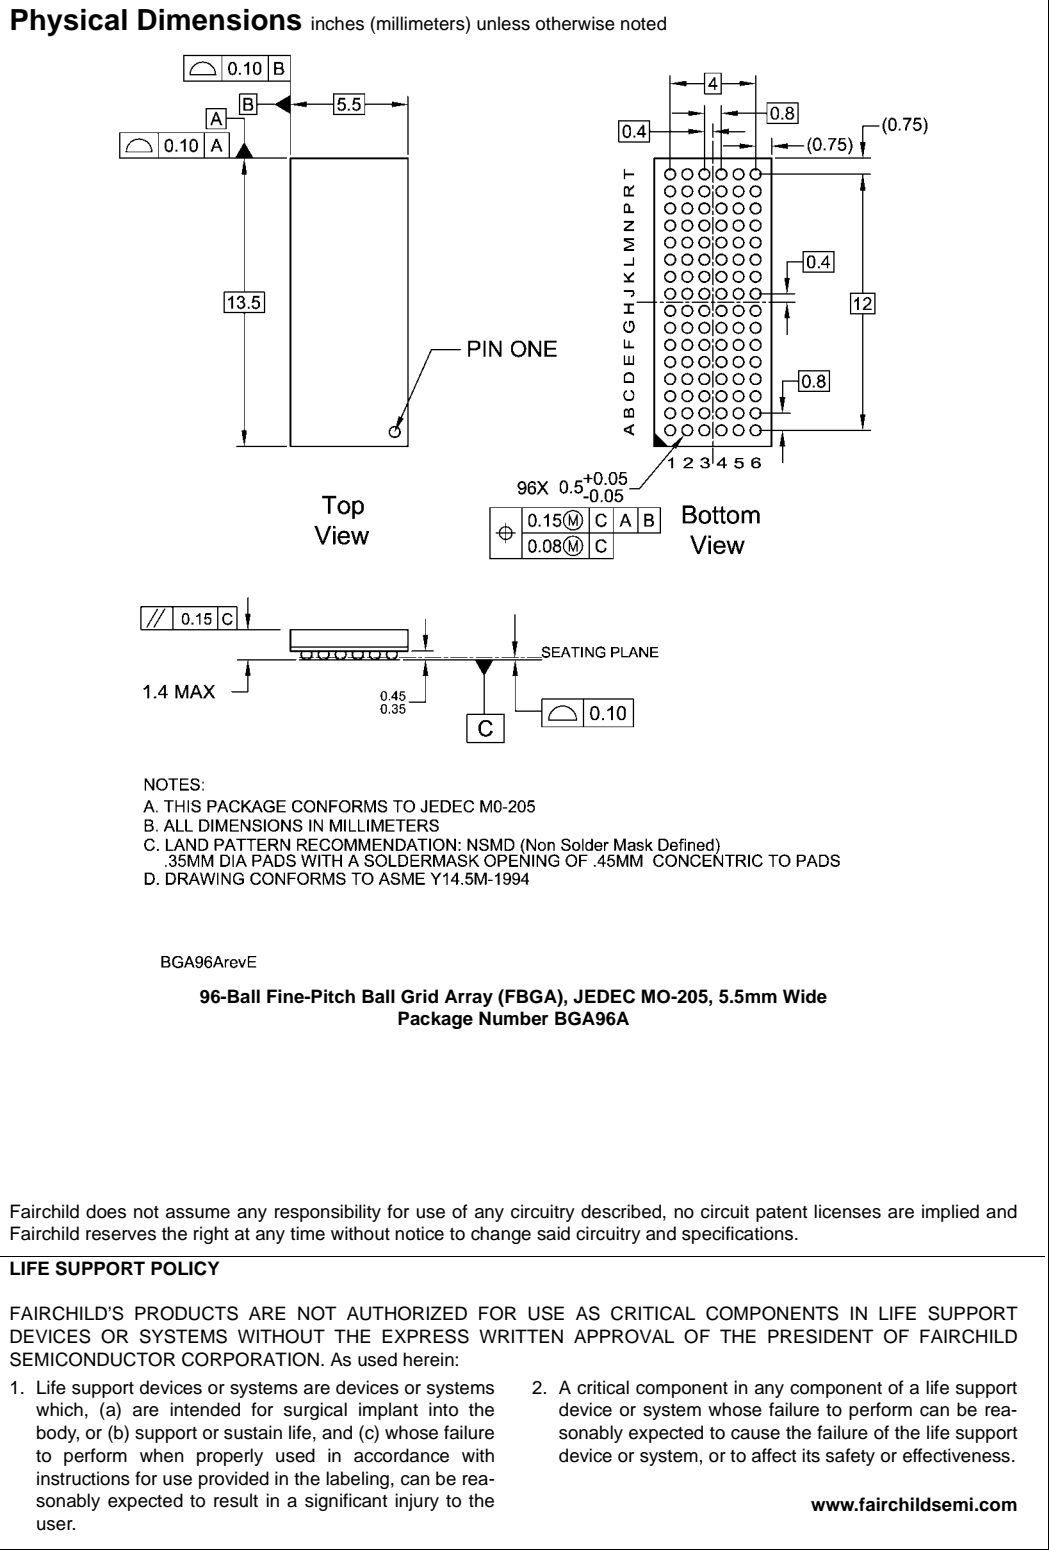 Physical Dimensions inches (millimeters) unless otherwise noted
0.10 B
B
5.5
A
0.10 A
13.5
PIN ONE
Top
View
4
0.8
0.4
(0.75)
(0.75)
T
R
P
N
M
L
K
J
H
G
F
E
D
C
B
A
0.4
12
0.8
1 2 3 4 5 6
96X 0.5 +0.05
-0.05
0.15Ⓜ C A B
0.08Ⓜ C
Bottom
View
// 0.15 C
1.4 MAX
0.45
0.35
SEATING PLANE
C
0.10
NOTES:
A. THIS PACKAGE CONFORMS TO JEDEC M0-205
B. ALL DIMENSIONS IN MILLIMETERS
C. LAND PATTERN RECOMMENDATION: NSMD (Non Solder Mask Defined)
.35MM DIA PADS WITH A SOLDERMASK OPENING OF .45MM CONCENTRIC TO PADS
D. DRAWING CONFORMS TO ASME Y14.5M-1994
BGA96ArevE
96-Ball Fine-Pitch Ball Grid Array (FBGA), JEDEC MO-205, 5.5mm Wide
Package Number BGA96A
Fairchild does not assume any responsibility for use of any circuitry described, no circuit patent licenses are implied and
Fairchild reserves the right at any time without notice to change said circuitry and specifications.
LIFE SUPPORT POLICY
FAIRCHILD'S PRODUCTS ARE NOT AUTHORIZED FOR USE AS CRITICAL COMPONENTS IN LIFE SUPPORT
DEVICES OR SYSTEMS WITHOUT THE EXPRESS WRITTEN APPROVAL OF THE PRESIDENT OF FAIRCHILD
SEMICONDUCTOR CORPORATION. As used herein:
1. Life support devices or systems are devices or systems
which, (a) are intended for surgical implant into the
body, or (b) support or sustain life, and (c) whose failure
to perform when properly used in accordance with
instructions for use provided in the labeling, can be rea-
sonably expected to result in a significant injury to the
user.
2. A critical component in any component of a life support
device or system whose failure to perform can be rea-
sonably expected to cause the failure of the life support
device or system, or to affect its safety or effectiveness.
www.fairchildsemi.com